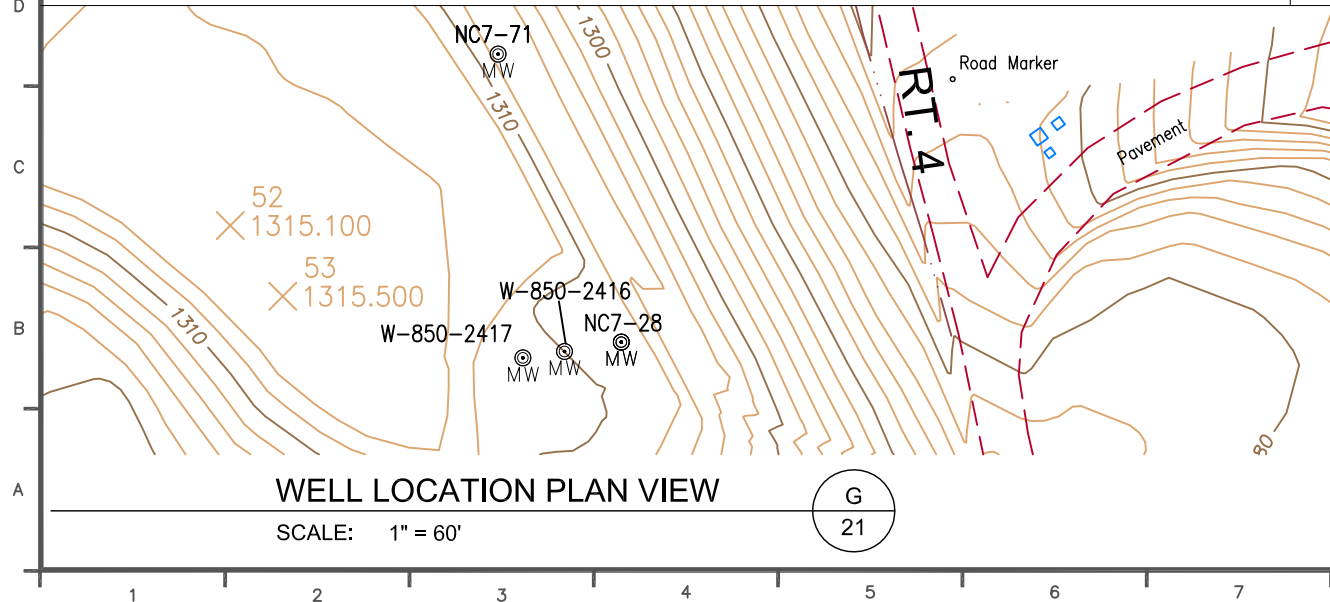 D
NC7-71
MW
1300
Road Marker
RT.4
1310
Pavement
C
52
1315.100
53
1315.500
W-850-2416
1310
B
W-850-2417
NC7-28
MW
MW
MW
80
A
WELL LOCATION PLAN VIEW
SCALE: 1" = 60'
G
21
1 2 3 4 5 6 7